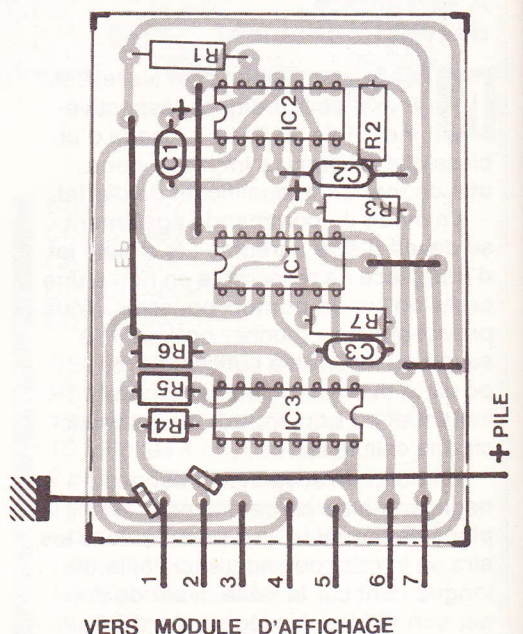 R1
IC2
R2
C1
+
C2
+
R3
IC1
R7
R6
C3
R5
R4
IC3
+ PILE
1
2
3
4
5
6
7
VERS MODULE D'AFFICHAGE